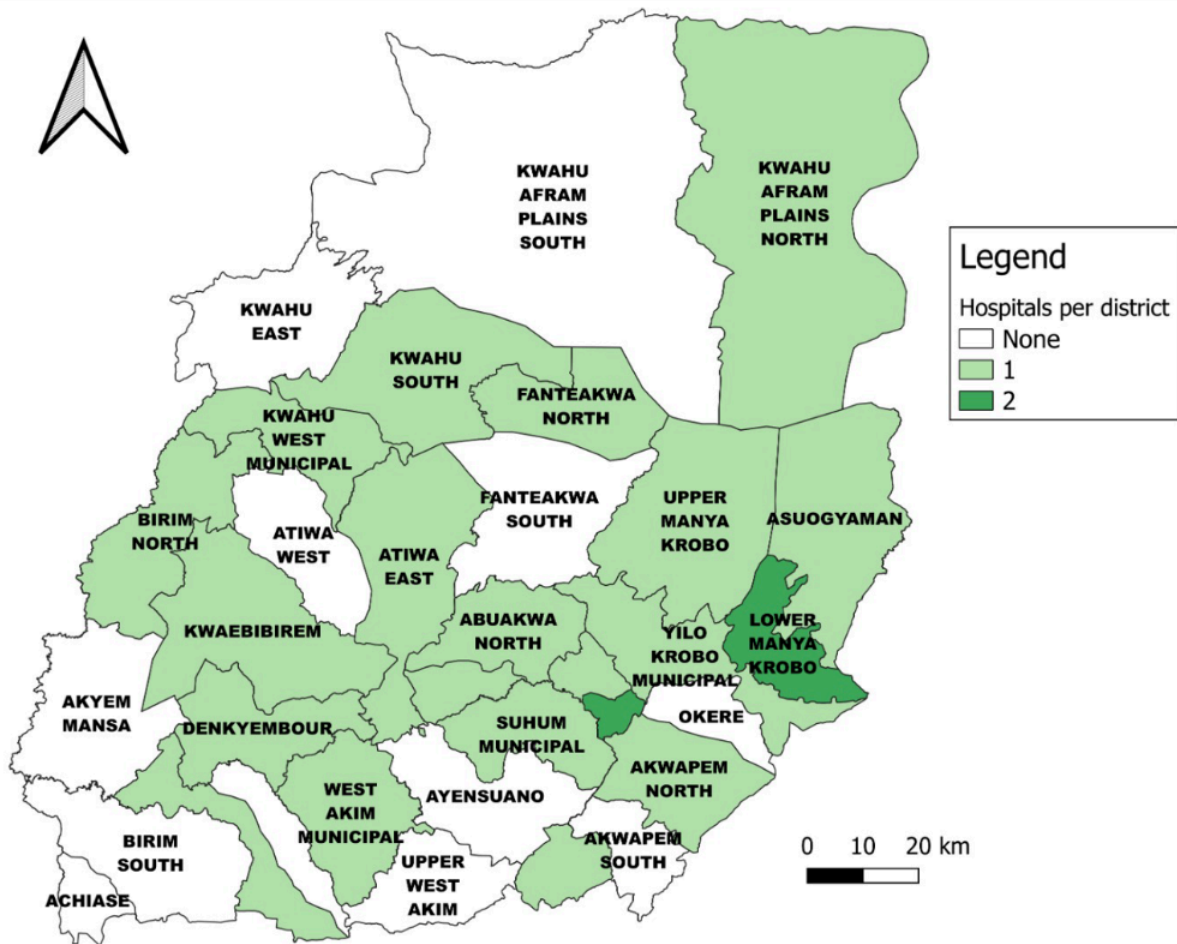 KWAHU
AFRAM
PLAINS
SOUTH
KWAHU
AFRAM
PLAINS
NORTH
Legend
Hospitals per district
None
1
2
KWAHU
EAST
KWAHU
SOUTH
FANTEAKWA
NORTH
KWAHU
WEST
MUNICIPAL
BIRIM
NORTH
ATIWA
WEST
ATIWA
EAST
FANTEAKWA
SOUTH
UPPER
MANYA
KROBO
ASUOGYAMAN
KWAEBIBIREM
ABUAKWA
NORTH
YILO
KROBO
MUNICIPAL
LOWER
MANYA
KROBO
AKYEM
MANSA
DENKYEMBOUR
SUHUM
MUNICIPAL
OKERE
WEST
AKIM
MUNICIPAL
AYENSUANO
AKWAPEM
NORTH
BIRIM
SOUTH
UPPER
WEST
AKIM
AKWAPEM
SOUTH
ACHIASE
0 10 20 km